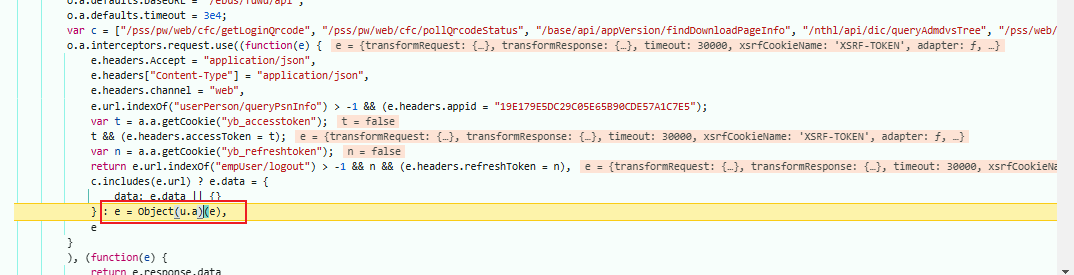 o.a.defaults.baseURL = "/ebus/fuwu/api",
o.a.defaults.timeout = 3e4;
var c = ["/pss/pw/web/cfc/getLoginQrcode", "/pss/pw/web/cfc/pollQrcodeStatus", "/base/api/appVersion/findDownloadPageInfo", "/nthl/api/dic/queryAdmdvsTree", "/pss/web/
o.a.interceptors.request.use((function(e) { e = {transformRequest: {…}, transformResponse: {…}, timeout: 30000, xsrfCookieName: 'XSRF-TOKEN', adapter: ƒ, …}
e.headers.Accept = "application/json",
e.headers["Content-Type"] = "application/json",
e.headers.channel = "web",
e.url.indexOf("userPerson/queryPsnInfo") > -1 && (e.headers.appid = "19E179E5DC29C05E65B90CDE57A1C7E5");
var t = a.a.getCookie("yb_accesstoken"); t = false
t && (e.headers.accessToken = t); e = {transformRequest: {…}, transformResponse: {…}, timeout: 30000, xsrfCookieName: 'XSRF-TOKEN', adapter: ƒ, …}
var n = a.a.getCookie("yb_refreshtoken"); n = false
return e.url.indexOf("empUser/logout") > -1 && n && (e.headers.refreshToken = n), e = {transformRequest: {…}, transformResponse: {…}, timeout: 30000, xsrfCookieName
c.includes(e.url) ? e.data = {
data: e.data || {}
} : e = Object(u.a)(e),
e
}
), (function(e) {
return e.response.data